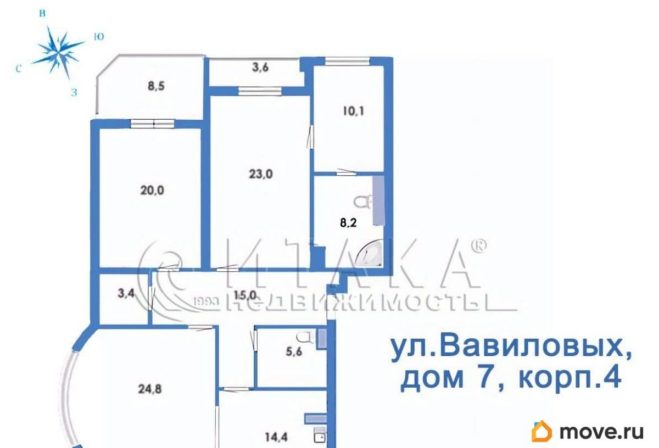 в
ю
с
з
3,6
8,5
10,1
20,0
23,0
8,2
ИТАКА®
3,4
1993
15,0
НЕДВИЖИМОСТЬ
5,6
ул.Вавиловых,
дом 7, корп.4
24,8
14,4
move.ru